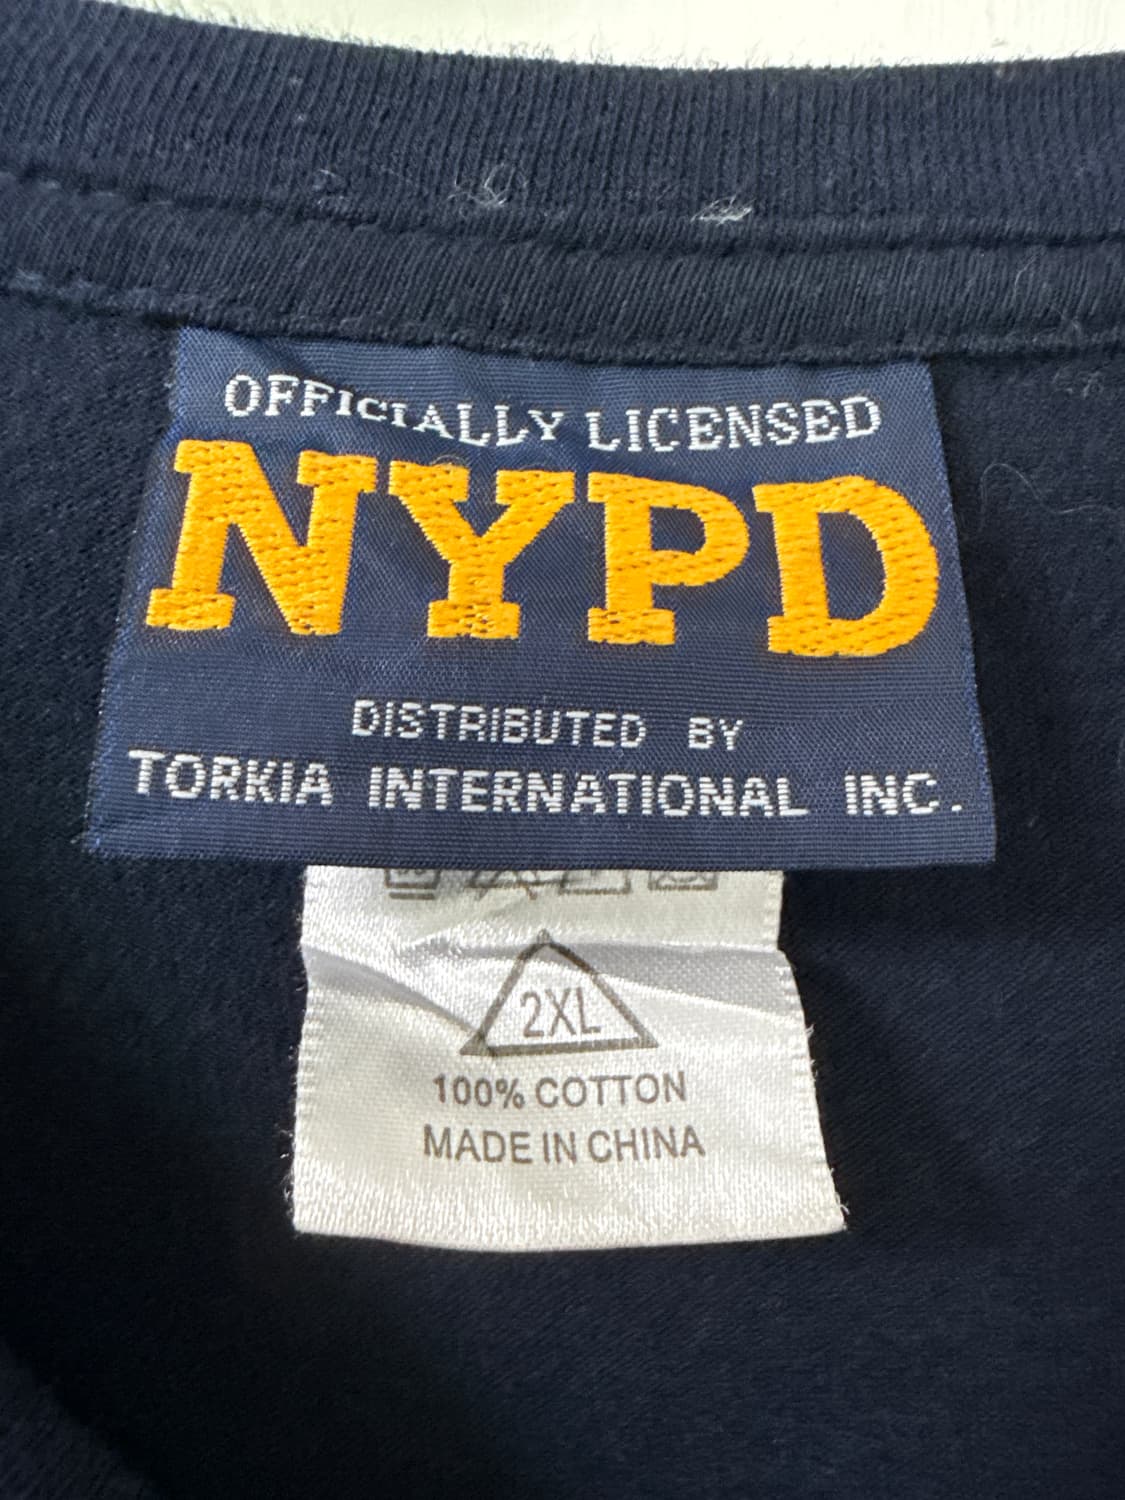 OFFICIALLY LICENSED
NYPD
DISTRIBUTED BY
TORKIA INTERNATIONAL INC.
2XL
100% COTTON
MADE IN CHINA